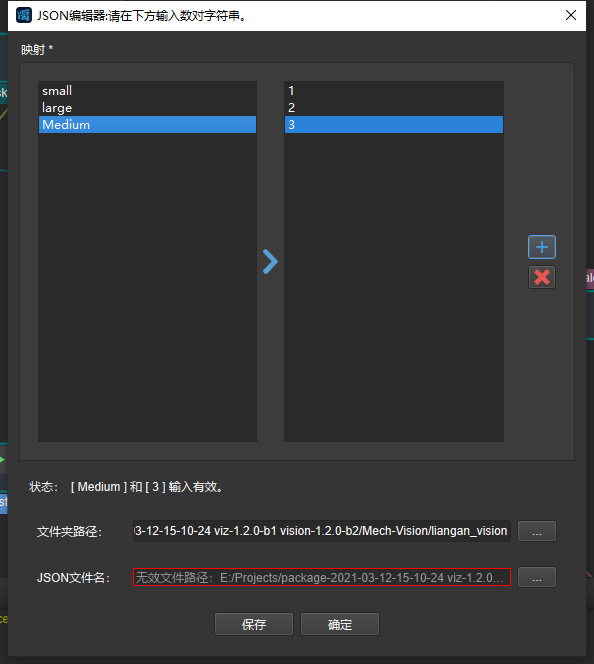 JSON编辑器:请在下方输入数对字符串。
映射 *
small
large
Medium
1
2
3
状态： [ Medium ] 和 [ 3 ] 输入有效。
文件夹路径：
03-12-15-10-24 viz-1.2.0-b1 vision-1.2.0-b2/Mech-Vision/liangan_vision
...
JSON文件名：
无效文件路径：E:/Projects/package-2021-03-12-15-10-24 viz-1.2.0…
...
保存
确定